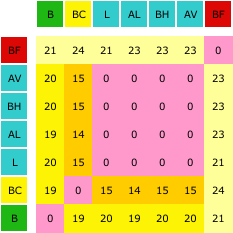 B BC L AL BH AV BF
BF 21 24 21 23 23 23 0
AV 20 15 0 0 0 0 23
BH 20 15 0 0 0 0 23
AL 19 14 0 0 0 0 23
L 20 15 0 0 0 0 21
BC 19 0 15 14 15 15 24
B 0 19 20 19 20 20 21